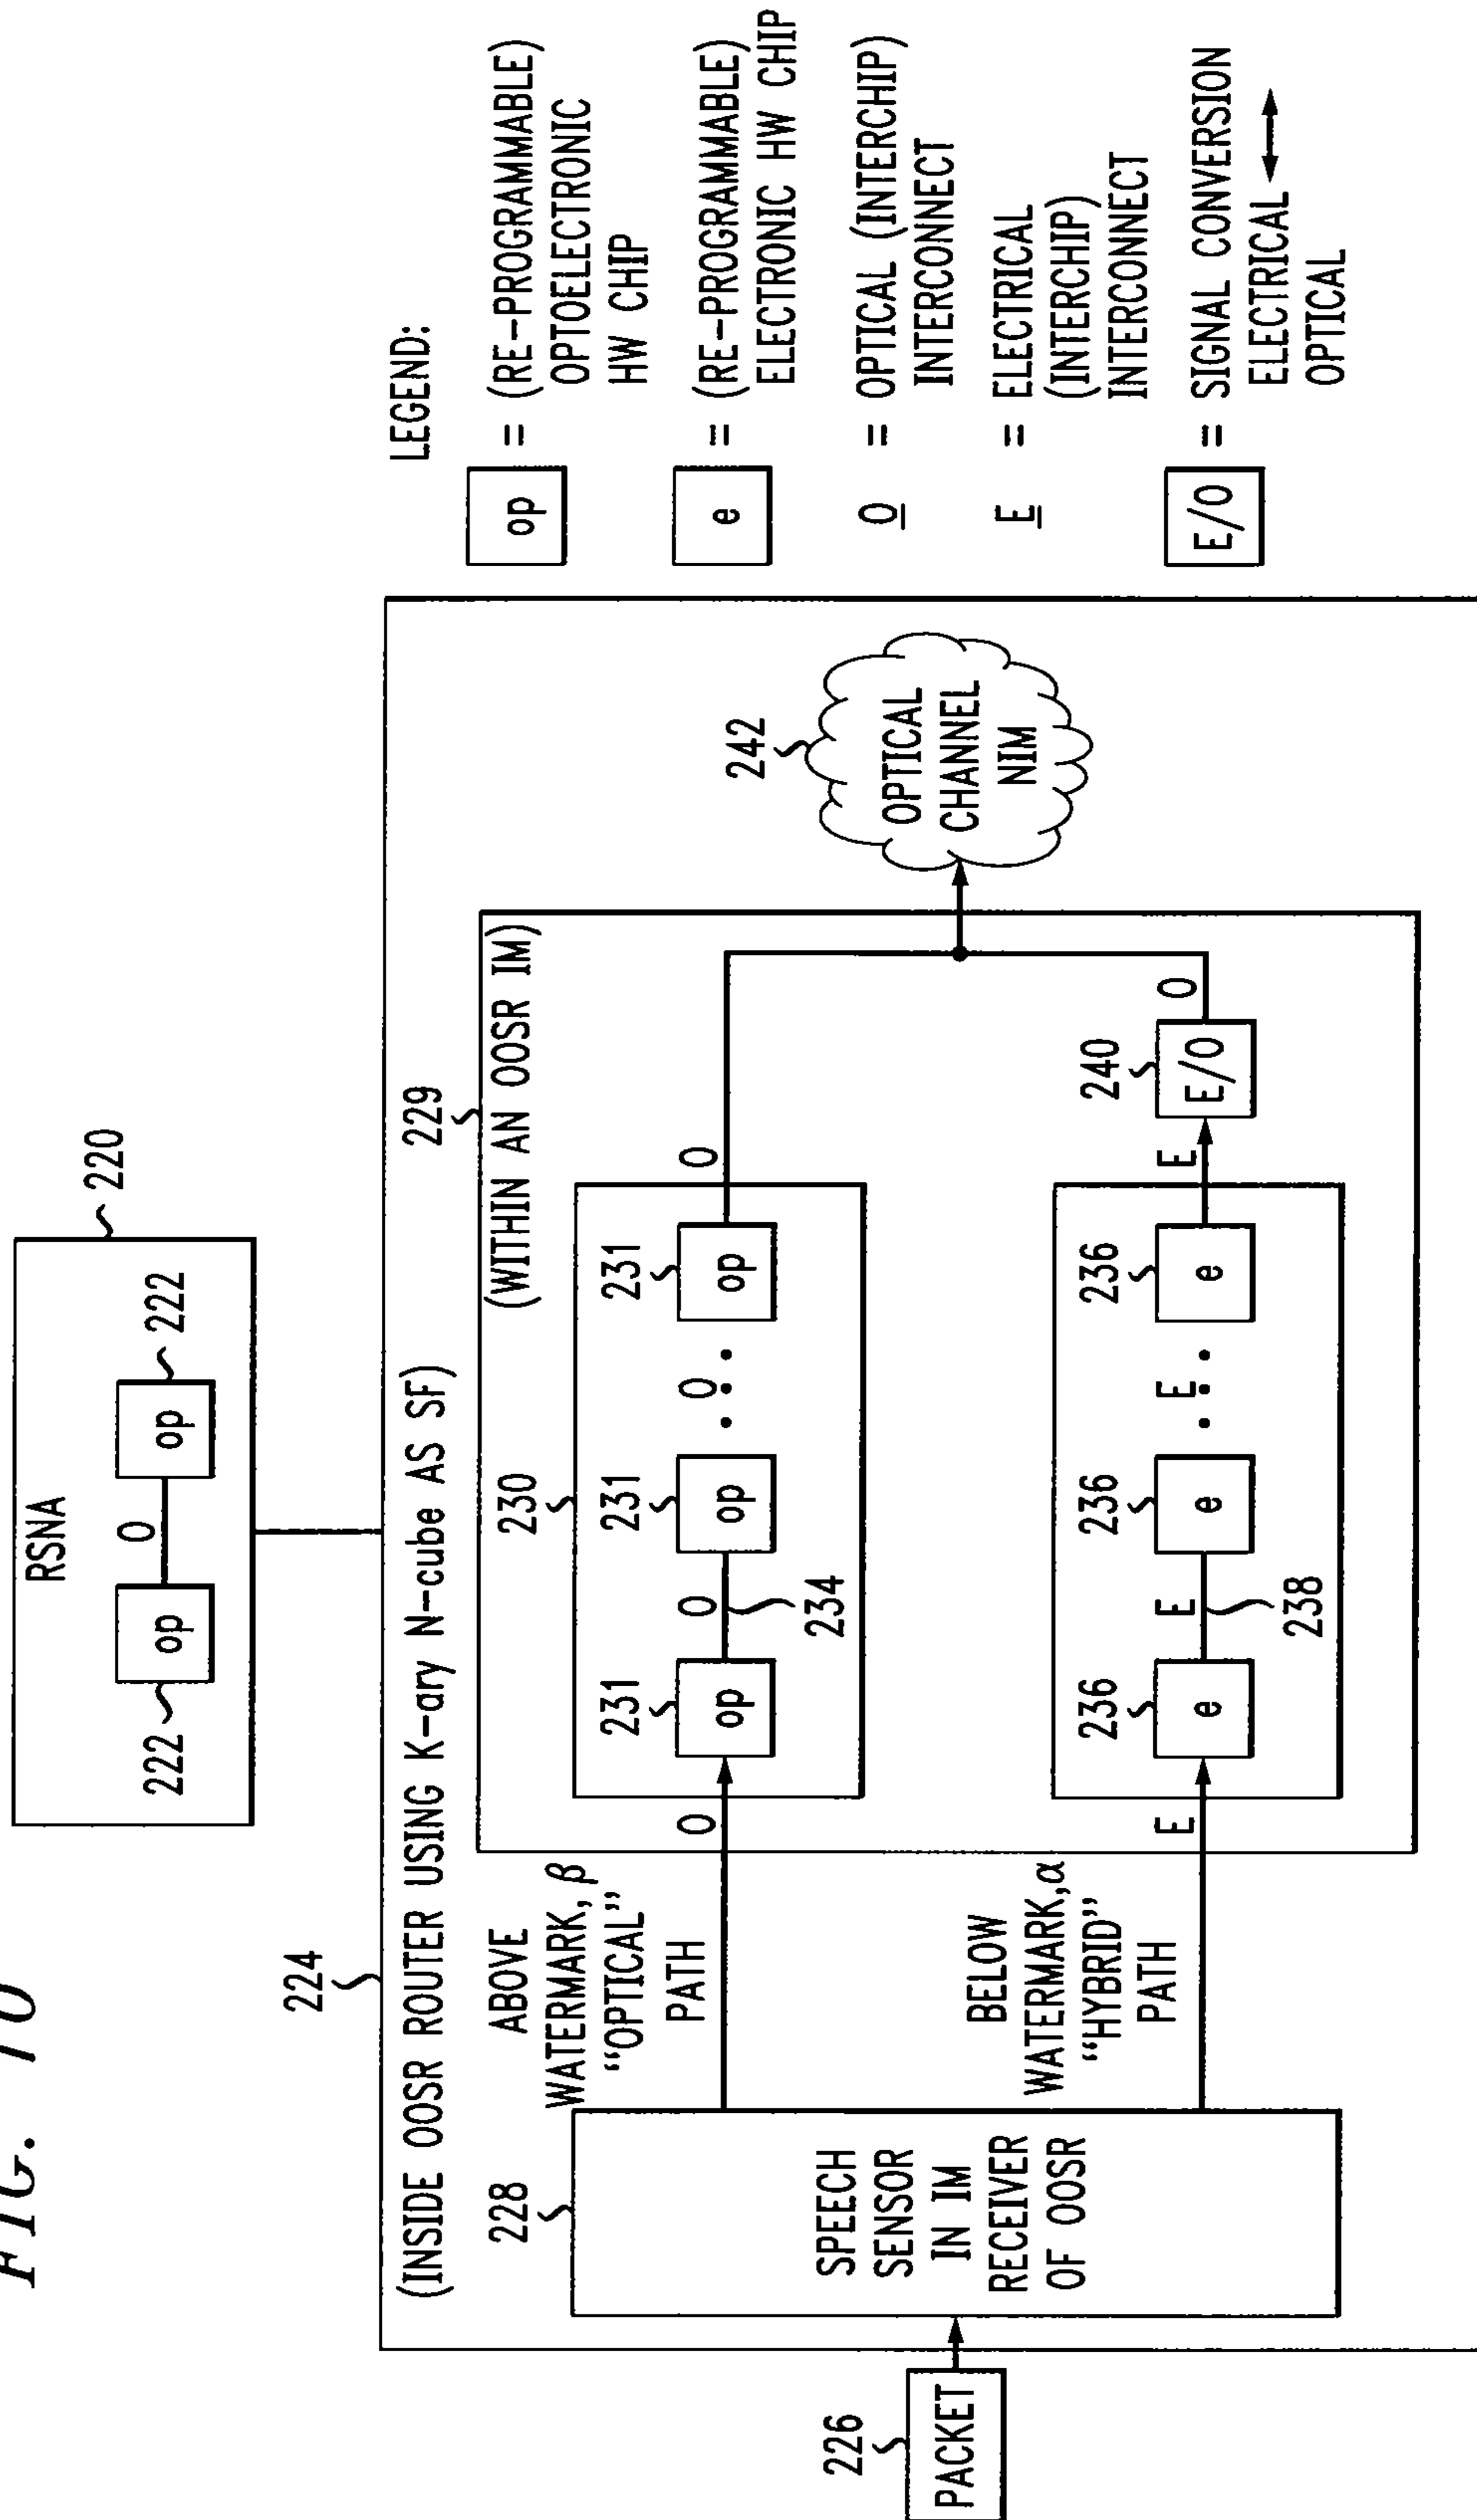 FIG. 10
RSNA
220
222
op
O
op
222
224
(INSIDE OOSR ROUTER USING K-ary N-cube AS SF)
226
PACKET
228
SPEECH
SENSOR
IN IM
RECEIVER
OF OOSR
ABOVE
WATERMARK, β
"OPTICAL"
PATH
BELOW
WATERMARK, α
"HYBRID"
PATH
229
(WITHIN AN OOSR IM)
230
231
231
231
O
op
O
op
O
op
O
234
236
236
236
240
E
e
E
e
E
e
E
E/O
O
238
242
OPTICAL
CHANNEL
NIM
LEGEND:
op = (RE-PROGRAMMABLE)
OPTOELECTRONIC
HW CHIP
e = (RE-PROGRAMMABLE)
ELECTRONIC HW CHIP
O = OPTICAL (INTERCHIP)
INTERCONNECT
E = ELECTRICAL
(INTERCHIP)
INTERCONNECT
E/O = SIGNAL CONVERSION
ELECTRICAL ↔
OPTICAL